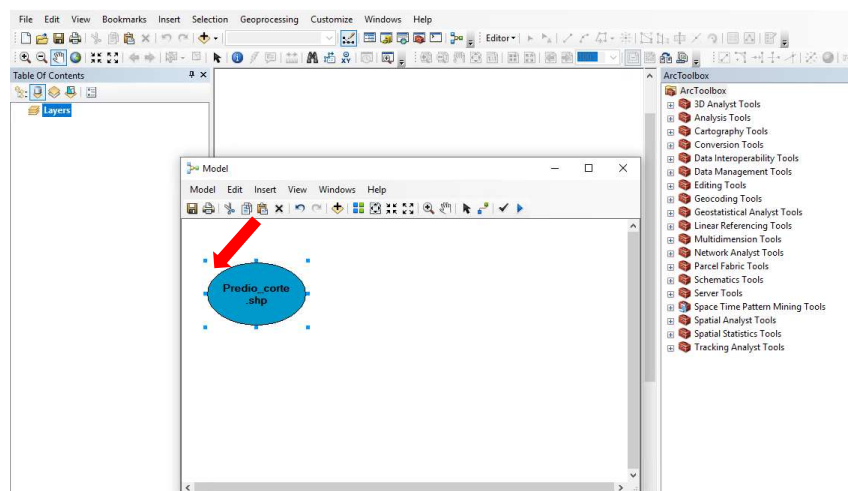 File Edit View Bookmarks Insert Selection Geoprocessing Customize Windows Help
Editor
Table Of Contents
Layers
Model
Model Edit Insert View Windows Help
Predio_corte
.shp
ArcToolbox
ArcToolbox
3D Analyst Tools
Analysis Tools
Cartography Tools
Conversion Tools
Data Interoperability Tools
Data Management Tools
Editing Tools
Geocoding Tools
Geostatistical Analyst Tools
Linear Referencing Tools
Multidimension Tools
Network Analyst Tools
Parcel Fabric Tools
Schematics Tools
Server Tools
Space Time Pattern Mining Tools
Spatial Analyst Tools
Spatial Statistics Tools
Tracking Analyst Tools